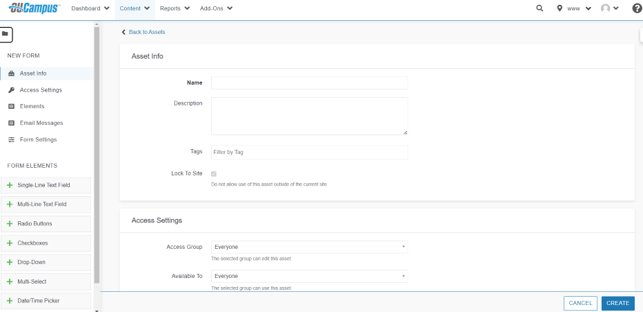 OUCampus
Dashboard Content Reports Add-Ons www
Back to Assets
NEW FORM
Asset Info
Access Settings
Elements
Email Messages
Form Settings
FORM ELEMENTS
Single-Line Text Field
Multi-Line Text Field
Radio Buttons
Checkboxes
Drop-Down
Multi-Select
Date/Time Picker
Asset Info
Name
Description
Tags Filter by Tag
Lock To Site
Do not allow use of this asset outside of the current site
Access Settings
Access Group Everyone
The selected group can edit this asset.
Available To Everyone
The selected group can use this asset.
CANCEL CREATE